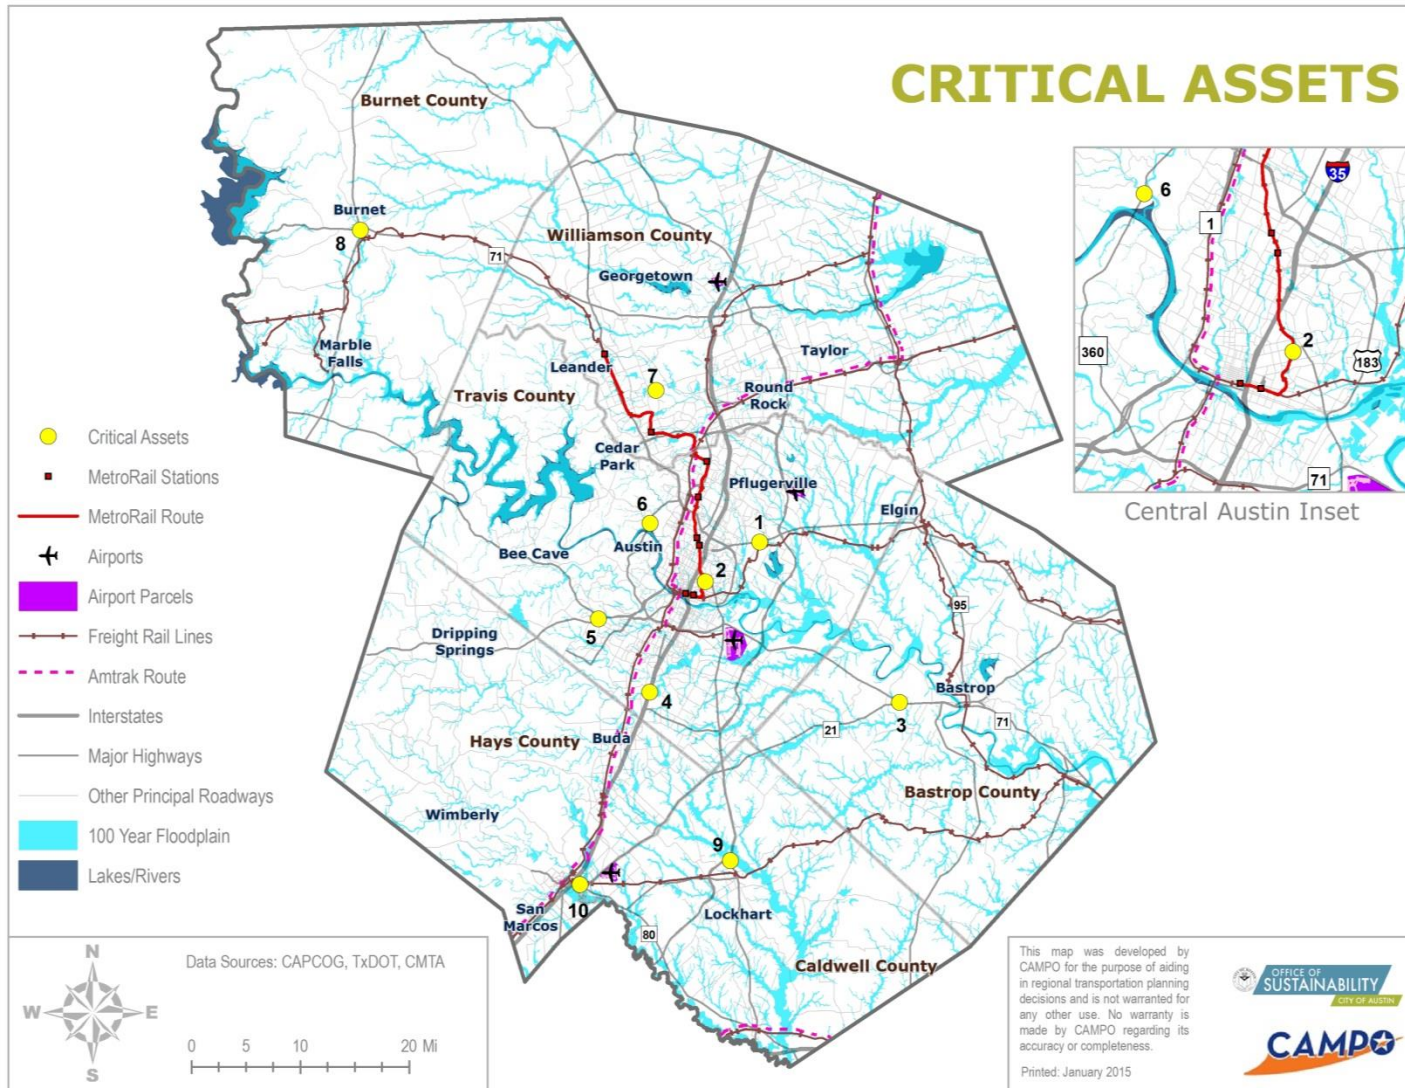 CRITICAL ASSETS
Burnet County
Burnet
8
71
Williamson County
Georgetown
Marble
Falls
Leander
Taylor
7
Round
Rock
Travis County
Cedar
Park
Pflugerville
6
1
Elgin
Bee Cave
Austin
2
95
5
Dripping
Springs
Bastrop
4
3
71
21
Hays County
Buda
Bastrop County
Wimberly
9
San
Marcos
10
Lockhart
80
Caldwell County
35
6
1
2
360
183
71
Central Austin Inset
Critical Assets
MetroRail Stations
MetroRail Route
Airports
Airport Parcels
Freight Rail Lines
Amtrak Route
Interstates
Major Highways
Other Principal Roadways
100 Year Floodplain
Lakes/Rivers
N
W E
S
Data Sources: CAPCOG, TxDOT, CMTA
0 5 10 20 Mi
This map was developed by
CAMPO for the purpose of aiding
in regional transportation planning
decisions and is not warranted for
any other use. No warranty is
made by CAMPO regarding its
accuracy or completeness.
Printed: January 2015
OFFICE OF
SUSTAINABILITY
CITY OF AUSTIN
CAMPO